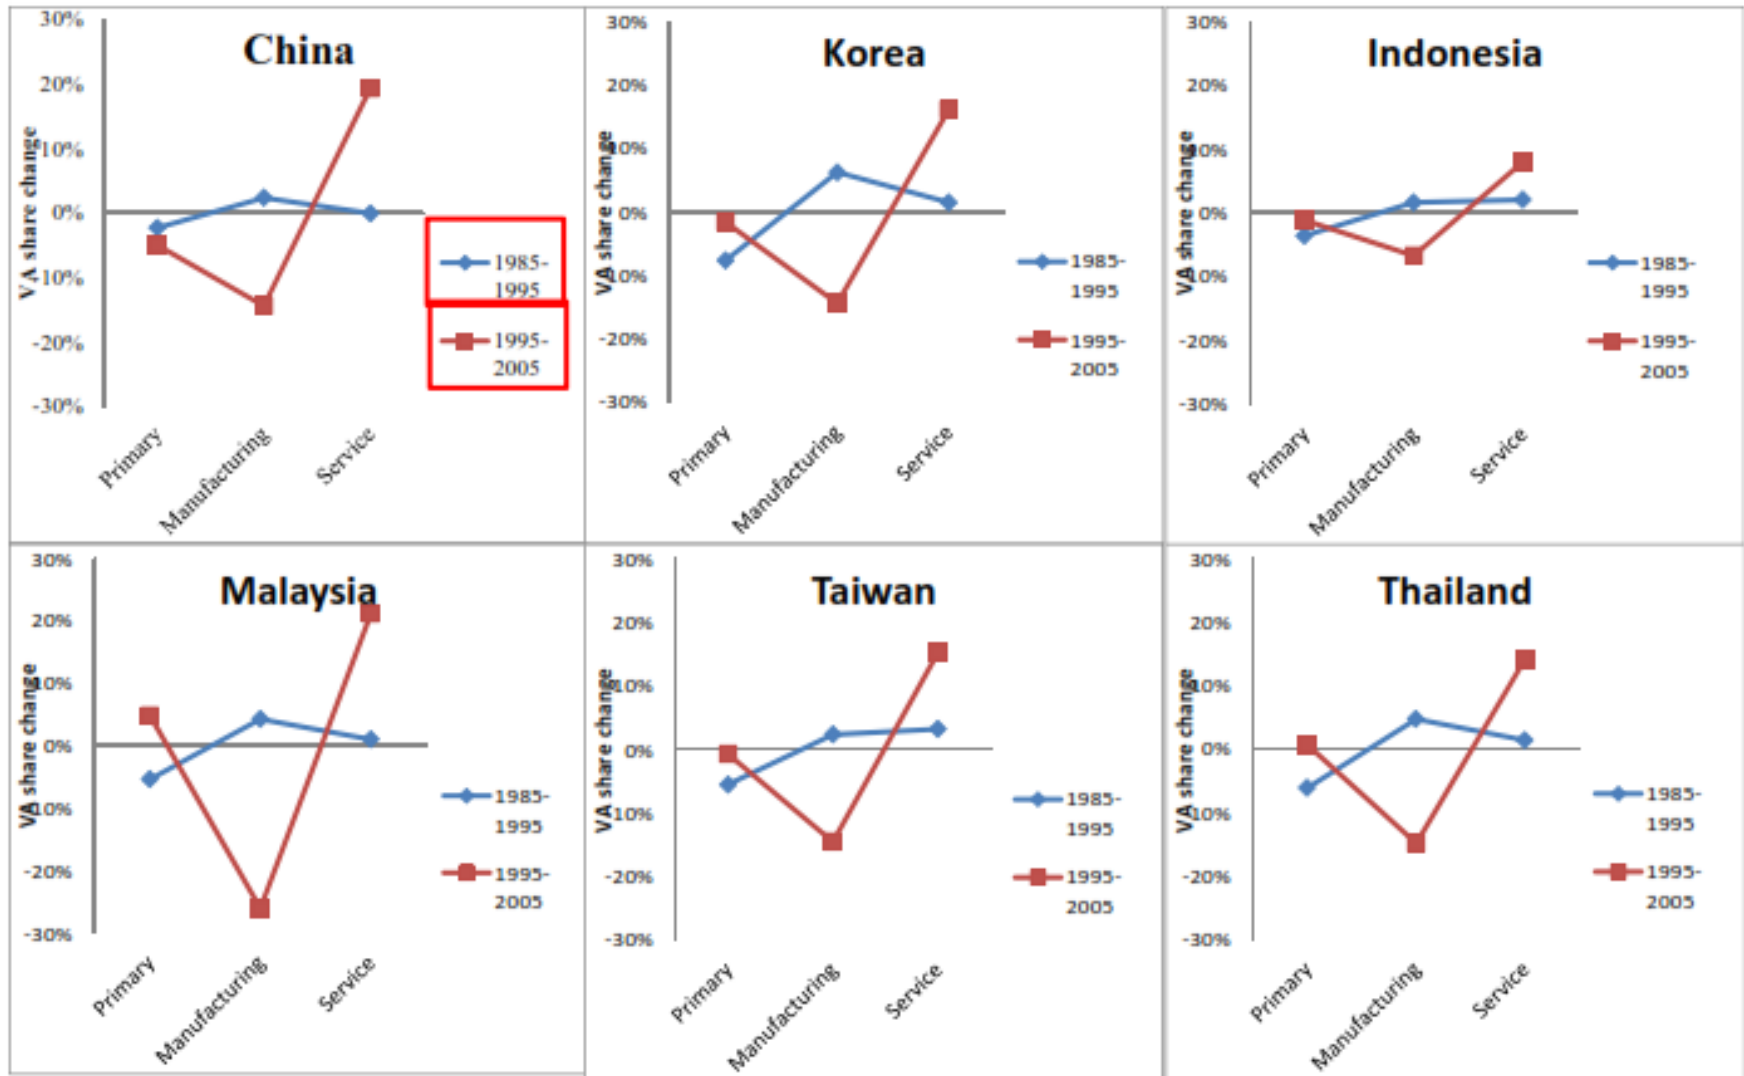 China
30%
20%
10%
0%
-10%
-20%
-30%
VA share change
Primary
Manufacturing
Service
1985-
1995
1995-
2005
Korea
30%
20%
10%
0%
-10%
-20%
-30%
VA share change
Primary
Manufacturing
Service
1985-
1995
1995-
2005
Indonesia
30%
20%
10%
0%
-10%
-20%
-30%
VA share change
Primary
Manufacturing
Service
1985-
1995
1995-
2005
Malaysia
30%
20%
10%
0%
-10%
-20%
-30%
VA share change
Primary
Manufacturing
Service
1985-
1995
1995-
2005
Taiwan
30%
20%
10%
0%
-10%
-20%
-30%
VA share change
Primary
Manufacturing
Service
1985-
1995
1995-
2005
Thailand
30%
20%
10%
0%
-10%
-20%
-30%
VA share change
Primary
Manufacturing
Service
1985-
1995
1995-
2005